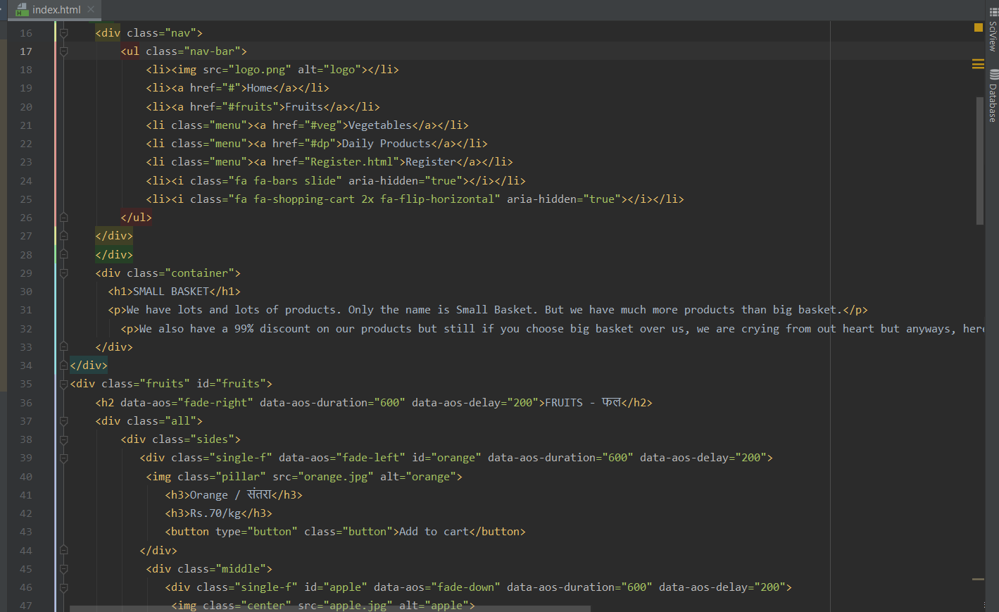 index.html
16 <div class="nav">
17 <ul class="nav-bar">
18 <li><img src="logo.png" alt="logo"></li>
19 <li><a href="#">Home</a></li>
20 <li><a href="#fruits">Fruits</a></li>
21 <li class="menu"><a href="#veg">Vegetables</a></li>
22 <li class="menu"><a href="#dp">Daily Products</a></li>
23 <li class="menu"><a href="Register.html">Register</a></li>
24 <li><i class="fa fa-bars slide" aria-hidden="true"></i></li>
25 <li><i class="fa fa-shopping-cart 2x fa-flip-horizontal" aria-hidden="true"></i></li>
26 </ul>
27 </div>
28 </div>
29 <div class="container">
30 <h1>SMALL BASKET</h1>
31 <p>We have lots and lots of products. Only the name is Small Basket. But we have much more products than big basket.</p>
32 <p>We also have a 99% discount on our products but still if you choose big basket over us, we are crying from out heart but anyways, here
33 </div>
34 </div>
35 <div class="fruits" id="fruits">
36 <h2 data-aos="fade-right" data-aos-duration="600" data-aos-delay="200">FRUITS - फल</h2>
37 <div class="all">
38 <div class="sides">
39 <div class="single-f" data-aos="fade-left" id="orange" data-aos-duration="600" data-aos-delay="200">
40 <img class="pillar" src="orange.jpg" alt="orange">
41 <h3>Orange / संतरा</h3>
42 <h3>Rs.70/kg</h3>
43 <button type="button" class="button">Add to cart</button>
44 </div>
45 <div class="middle">
46 <div class="single-f" id="apple" data-aos="fade-down" data-aos-duration="600" data-aos-delay="200">
47 <img class="center" src="apple.jpg" alt="apple">
SciView
Database